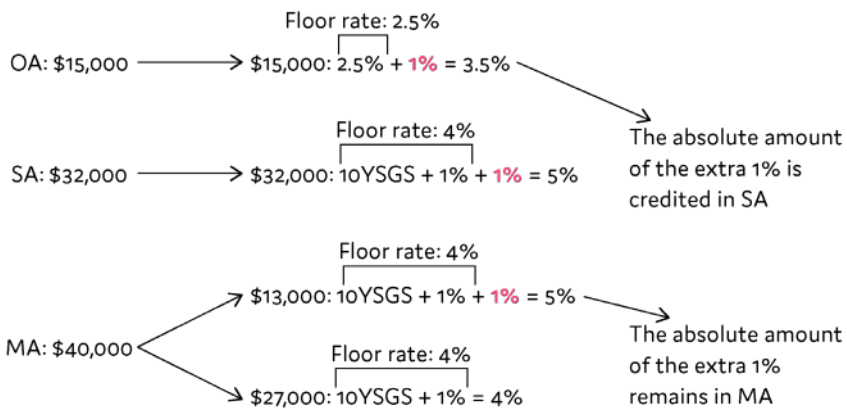 Floor rate: 2.5%
OA: $15,000
$15,000: 2.5% + 1% = 3.5%
The absolute amount
of the extra 1% is
credited in SA
Floor rate: 4%
SA: $32,000
$32,000: 10YSGS + 1% + 1% = 5%
Floor rate: 4%
$13,000: 10YSGS + 1% + 1% = 5%
The absolute amount
of the extra 1%
remains in MA
MA: $40,000
Floor rate: 4%
$27,000: 10YSGS + 1% = 4%